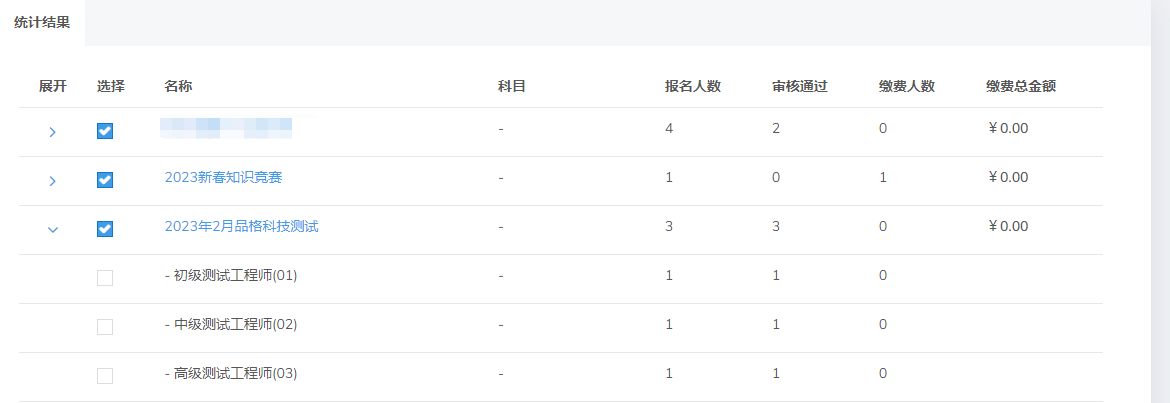 统计结果
展开 选择 名称 科目 报名人数 审核通过 缴费人数 缴费总金额
- 4 2 0 ￥0.00
2023新春知识竞赛 - 1 0 1 ￥0.00
2023年2月品格科技测试 - 3 3 0 ￥0.00
- 初级测试工程师(01) - 1 1 0
- 中级测试工程师(02) - 1 1 0
- 高级测试工程师(03) - 1 1 0